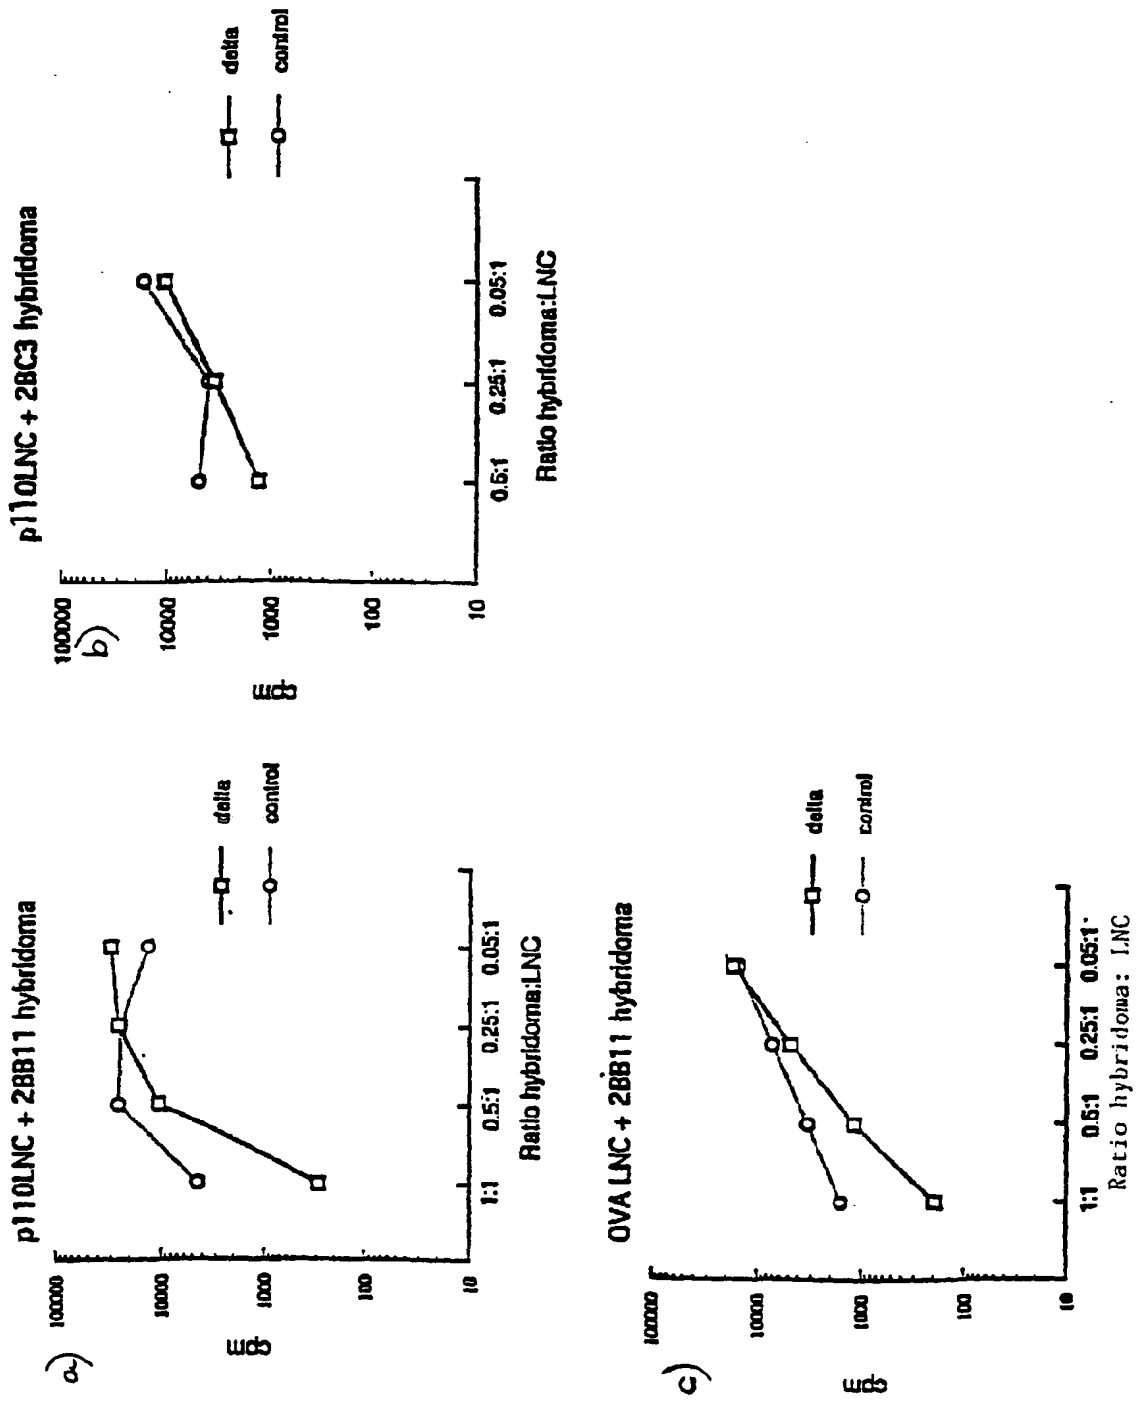 a)
p110LNC + 2BB11 hybridoma
100000
10000
1000
100
10
1:1
0.5:1
0.25:1
0.05:1
Ratio hybridoma:LNC
delta
control
b)
p110LNC + 2BC3 hybridoma
100000
10000
1000
100
10
0.5:1
0.25:1
0.05:1
Ratio hybridoma:LNC
delta
control
c)
OVA LNC + 2BB11 hybridoma
100000
10000
1000
100
10
1:1
0.5:1
0.25:1
0.05:1
Ratio hybridoma: LNC
delta
control